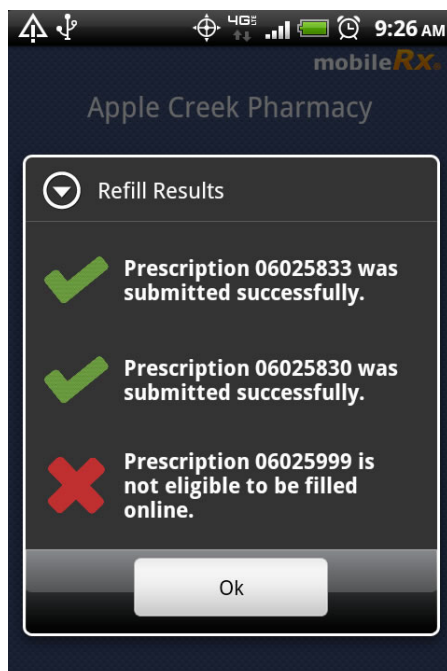 4G
9:26 AM
mobileRx
Apple Creek Pharmacy
Refill Results
Prescription 06025833 was
submitted successfully.
Prescription 06025830 was
submitted successfully.
Prescription 06025999 is
not eligible to be filled
online.
Ok